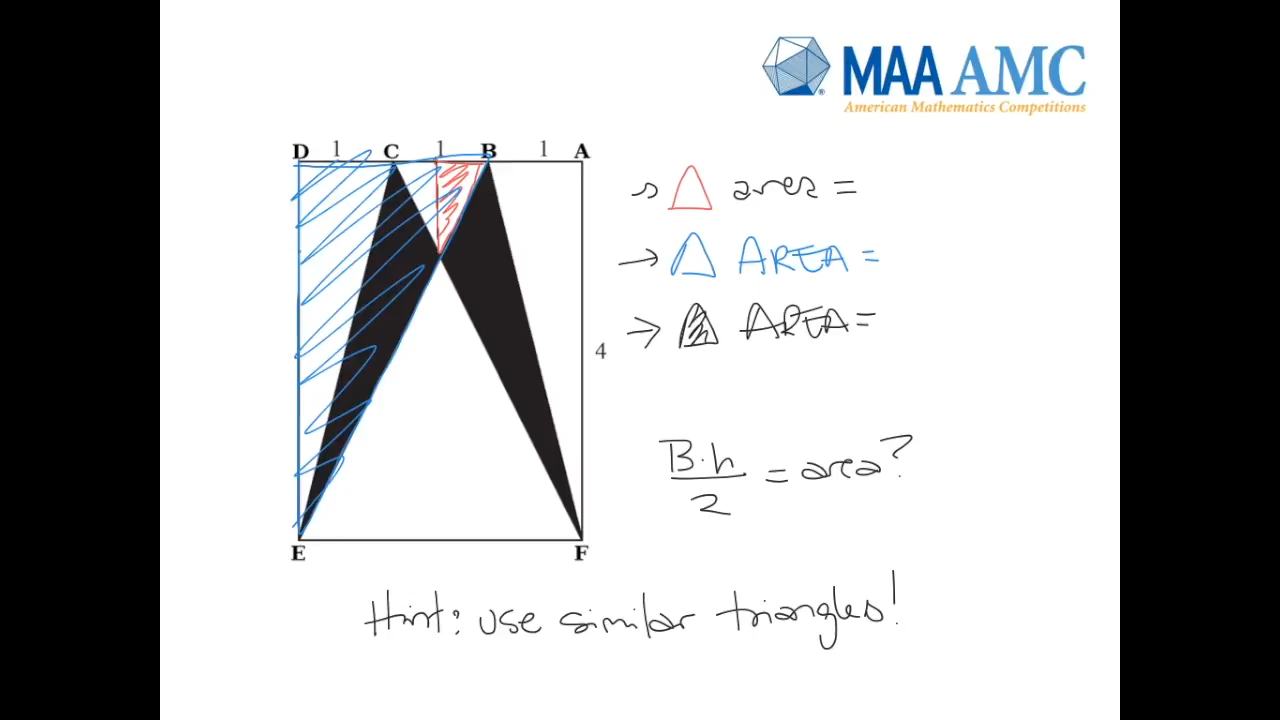 MAA AMC
American Mathematics Competitions
D 1 C 1 B 1 A
area =
AREA =
AREA =
4
B·h
2
= area?
E F
Hint: use similar triangles!